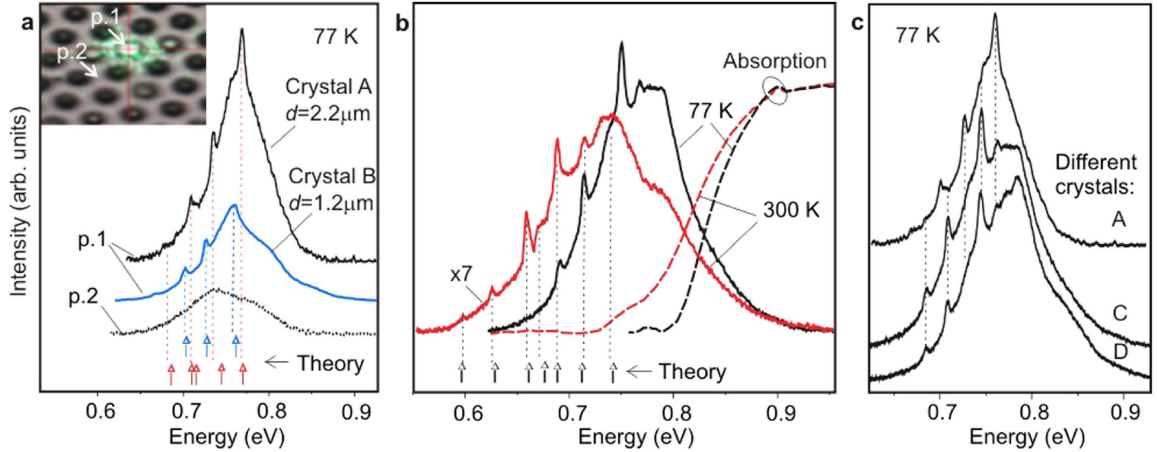 a
p.1
p.2
77 K
Crystal A
d=2.2μm
Crystal B
d=1.2μm
p.1
p.2
Theory
Intensity (arb. units)
0.6 0.7 0.8 0.9
Energy (eV)
b
Absorption
77 K
300 K
x7
Theory
0.6 0.7 0.8 0.9
Energy (eV)
c
77 K
Different
crystals:
A
C
D
0.7 0.8 0.9
Energy (eV)